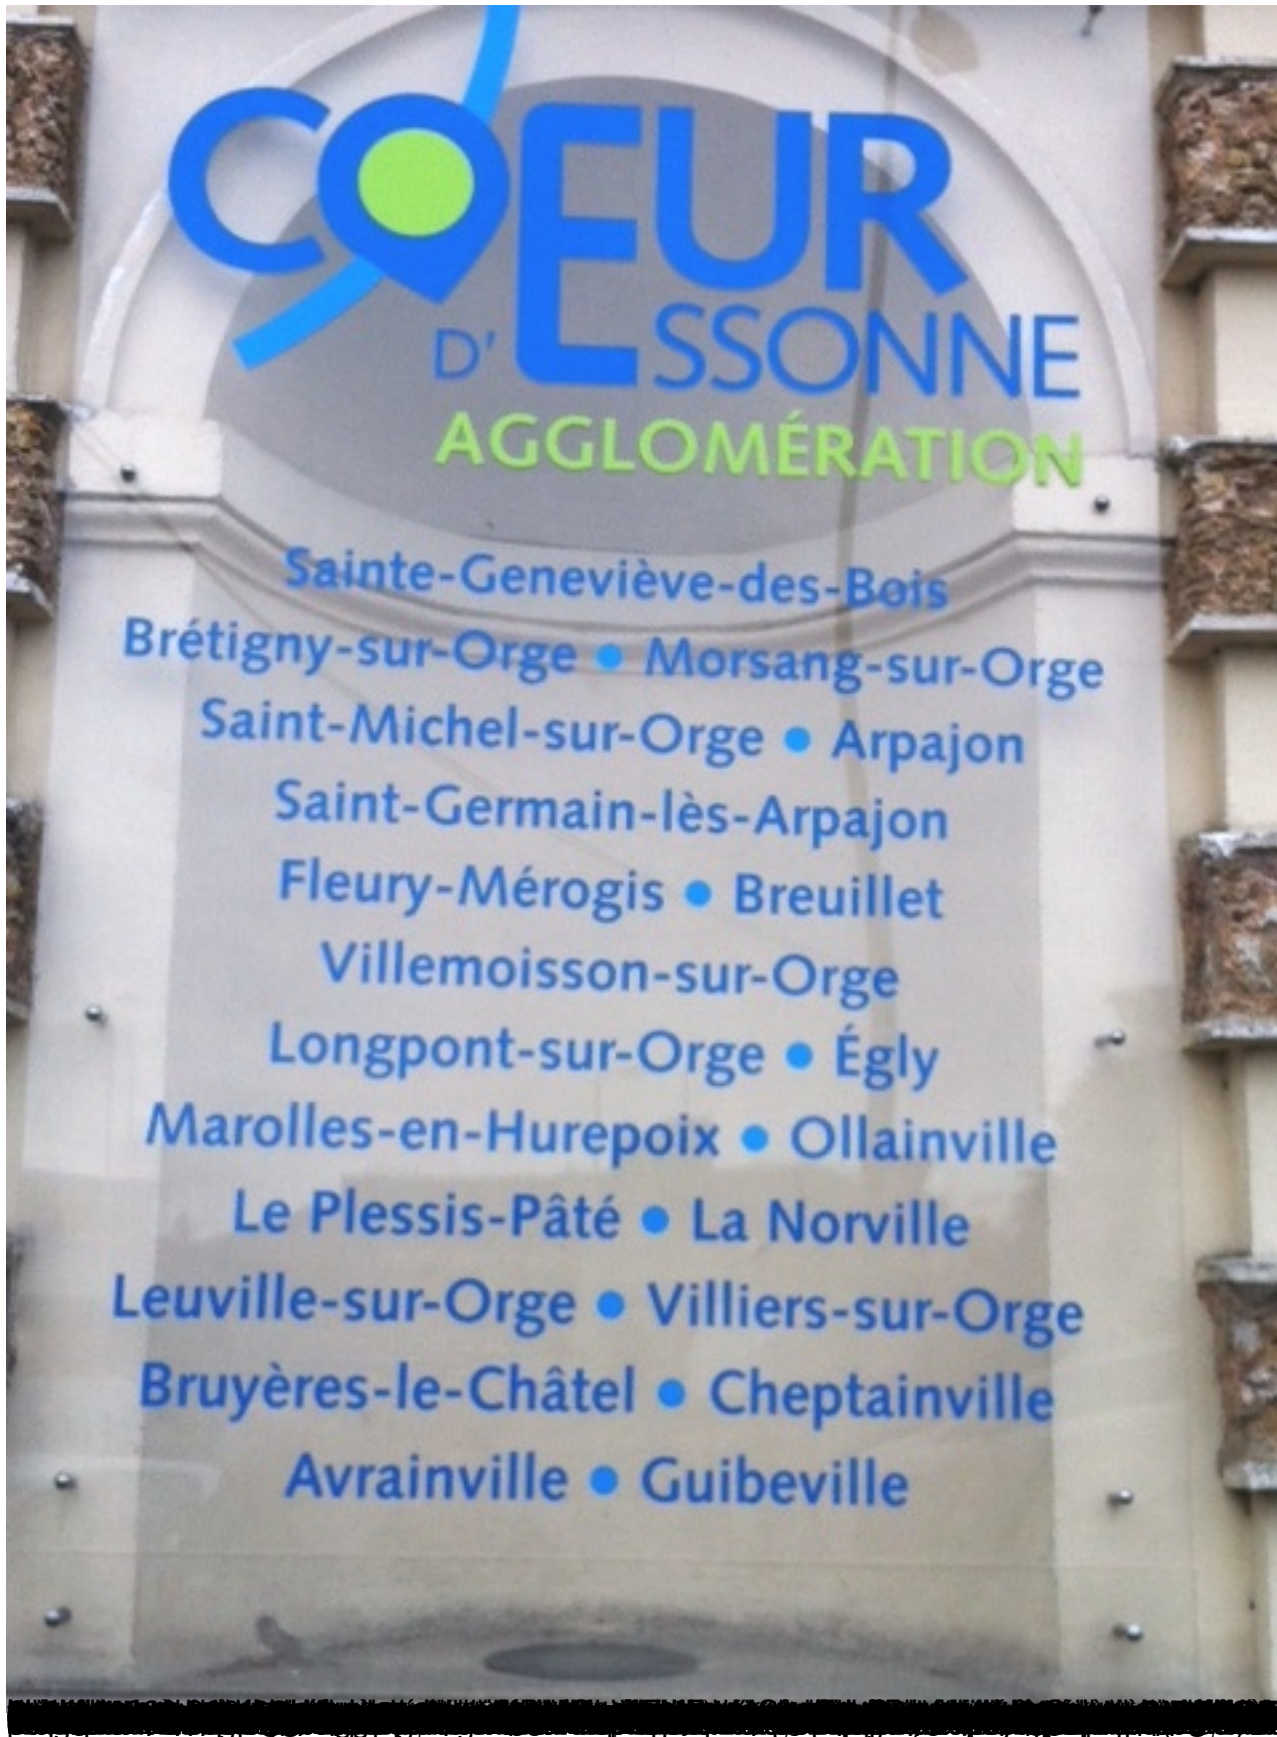 COEUR
D'ESSONNE
AGGLOMÉRATION
Sainte-Geneviève-des-Bois
Brétigny-sur-Orge • Morsang-sur-Orge
Saint-Michel-sur-Orge • Arpajon
Saint-Germain-lès-Arpajon
Fleury-Mérogis • Breuillet
Villemoisson-sur-Orge
Longpont-sur-Orge • Égly
Marolles-en-Hurepoix • Ollainville
Le Plessis-Pâté • La Norville
Leuville-sur-Orge • Villiers-sur-Orge
Bruyères-le-Châtel • Cheptainville
Avrainville • Guibeville